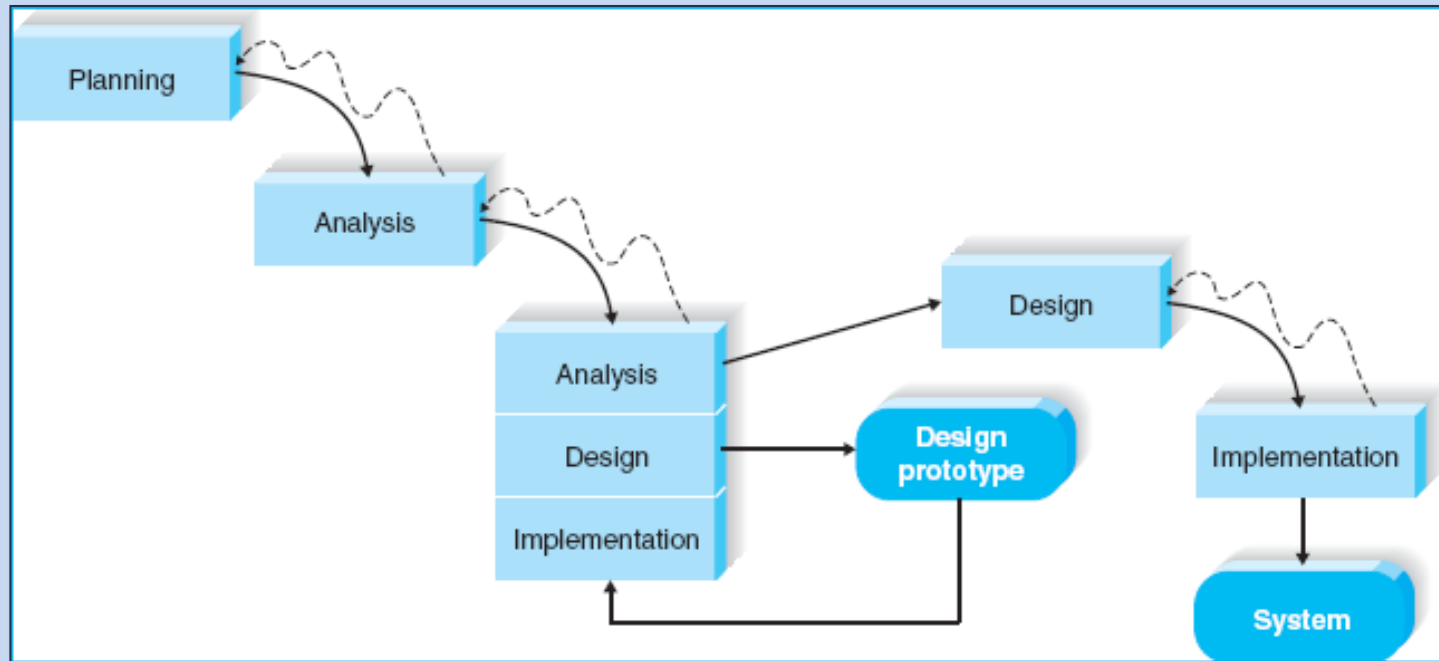 Planning
Analysis
Analysis
Design
Implementation
Design
prototype
Design
Implementation
System